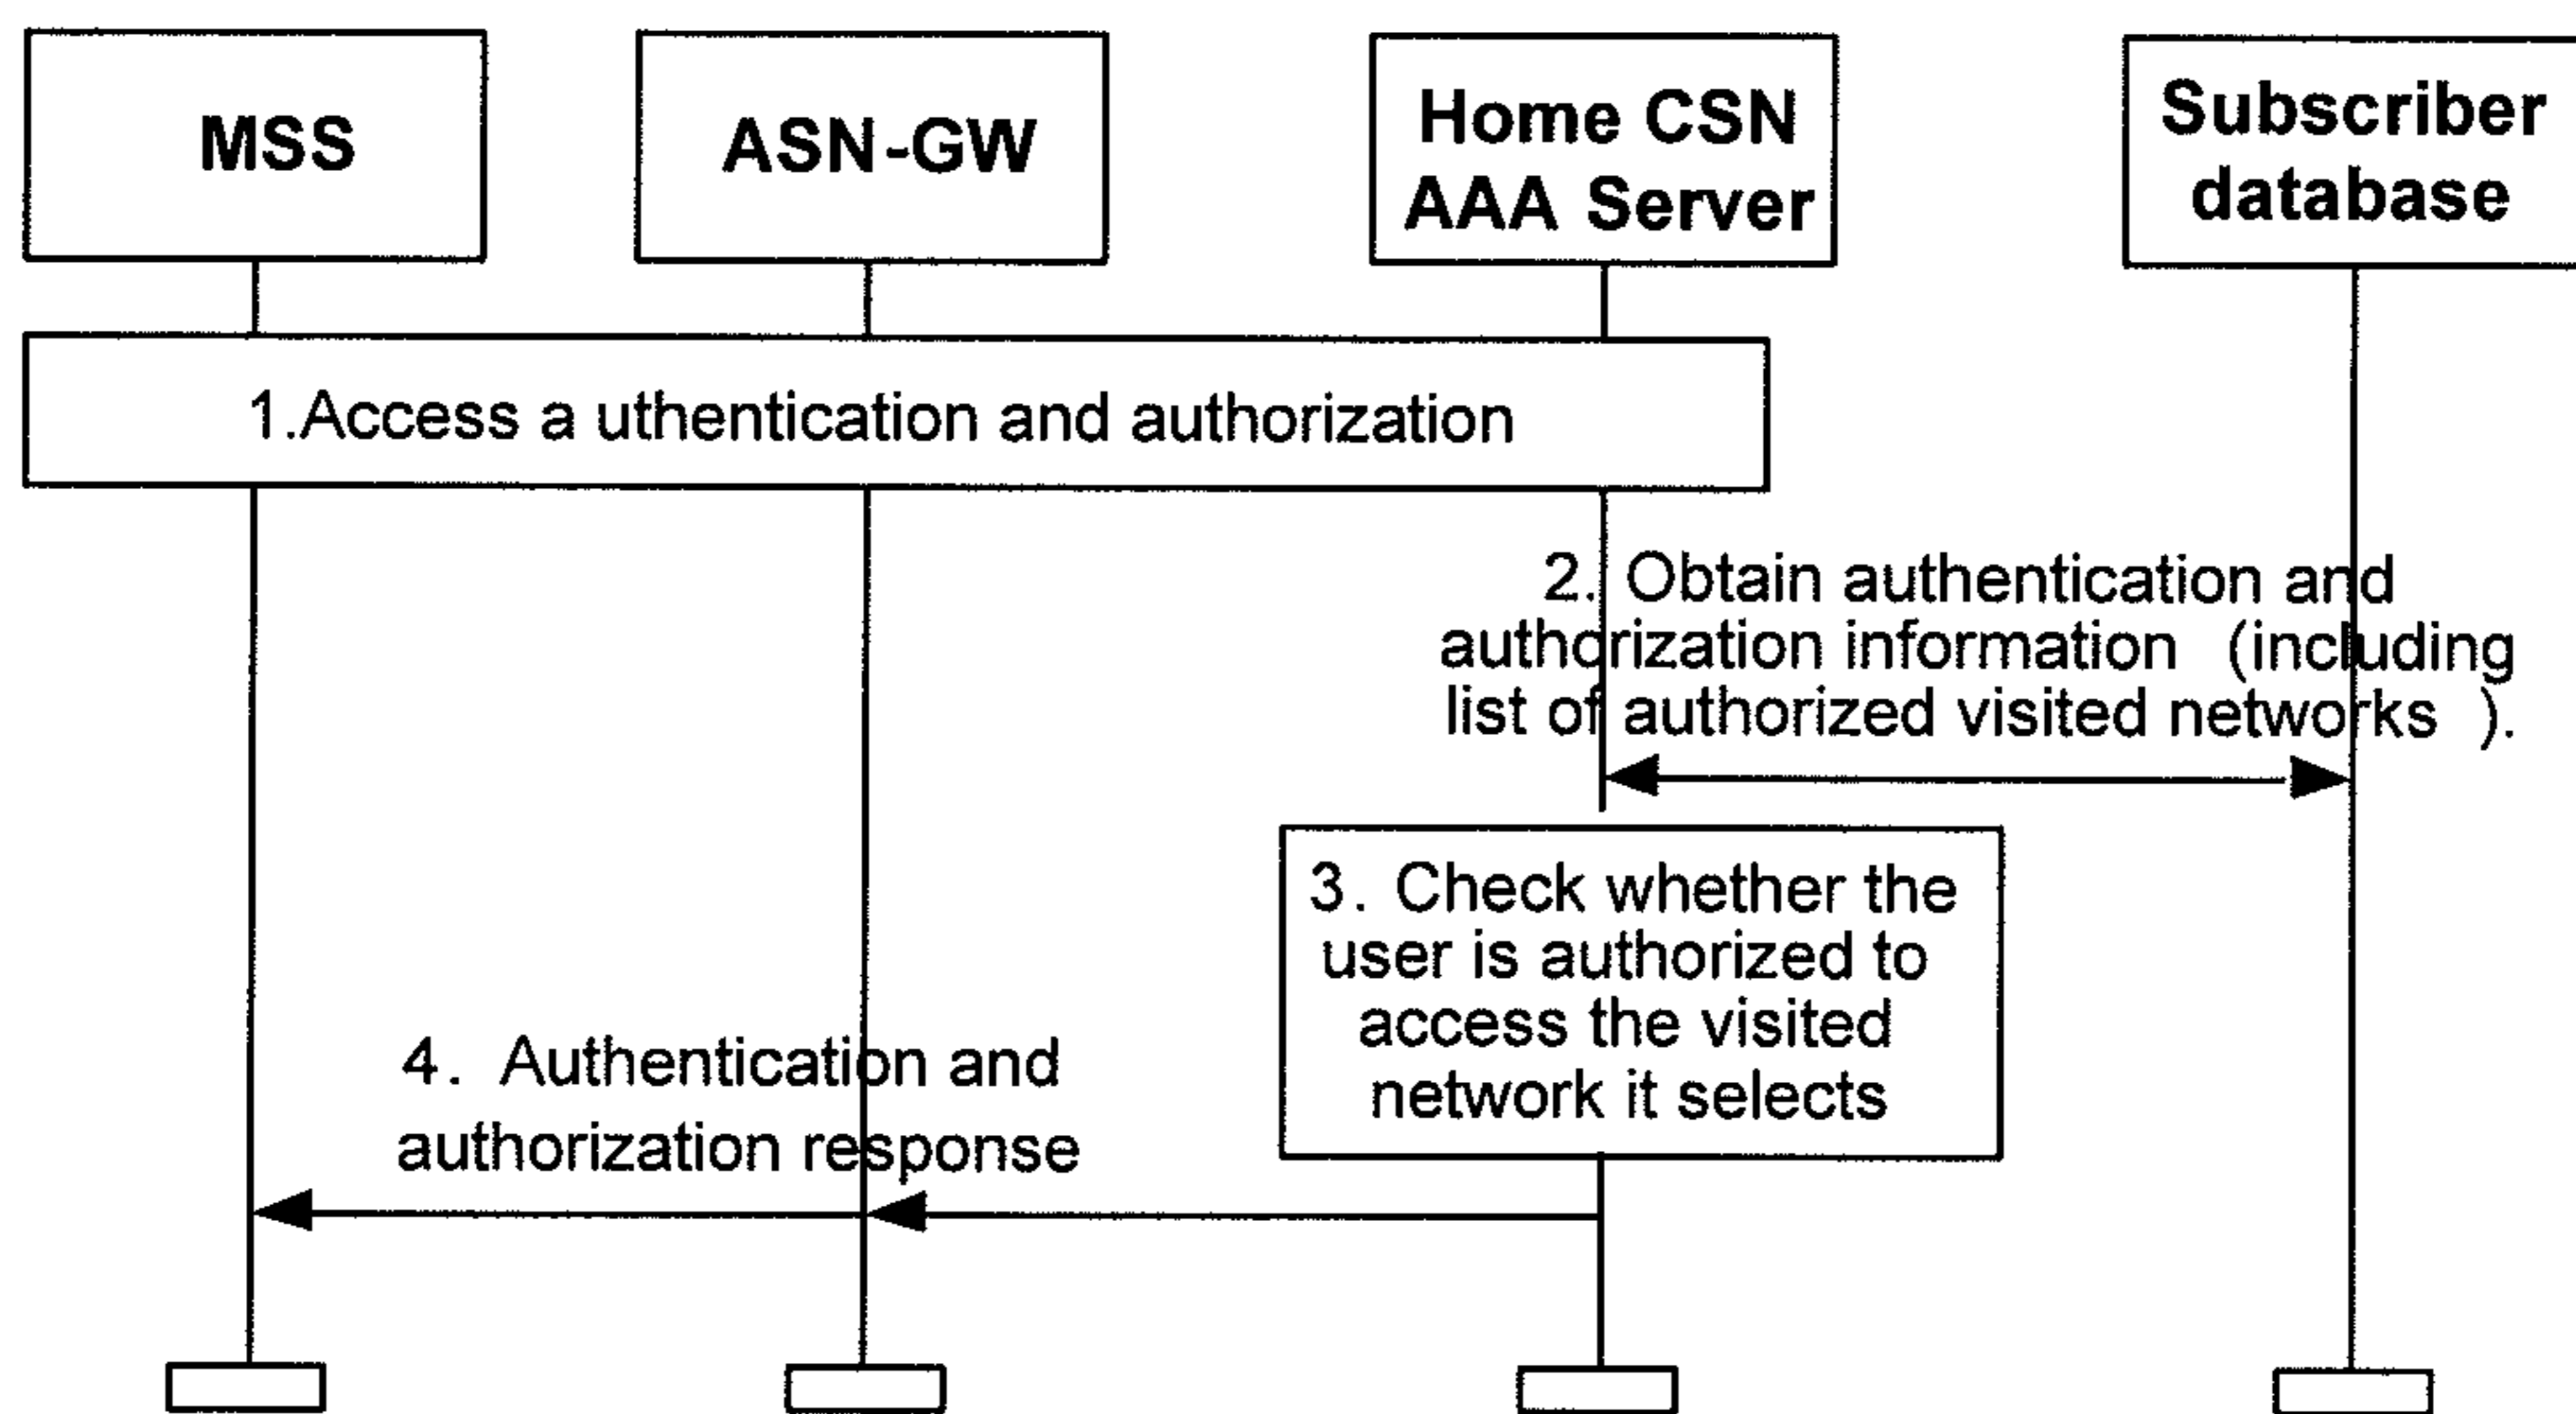 MSS
ASN-GW
Home CSN
AAA Server
Subscriber
database
1.Access a uthentication and authorization
2. Obtain authentication and
authorization information (including
list of authorized visited networks ).
3. Check whether the
user is authorized to
access the visited
network it selects
4. Authentication and
authorization response